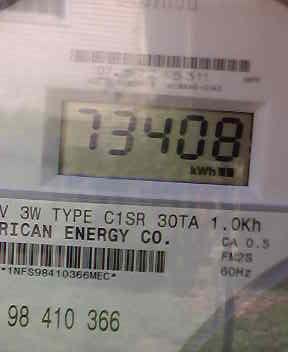 73408
kWh
V 3W TYPE C1SR 30TA 1.0Kh
RICAN ENERGY CO.
CA 0.5
FM2S
60Hz
*1NFS98410366MEC*
98 410 366